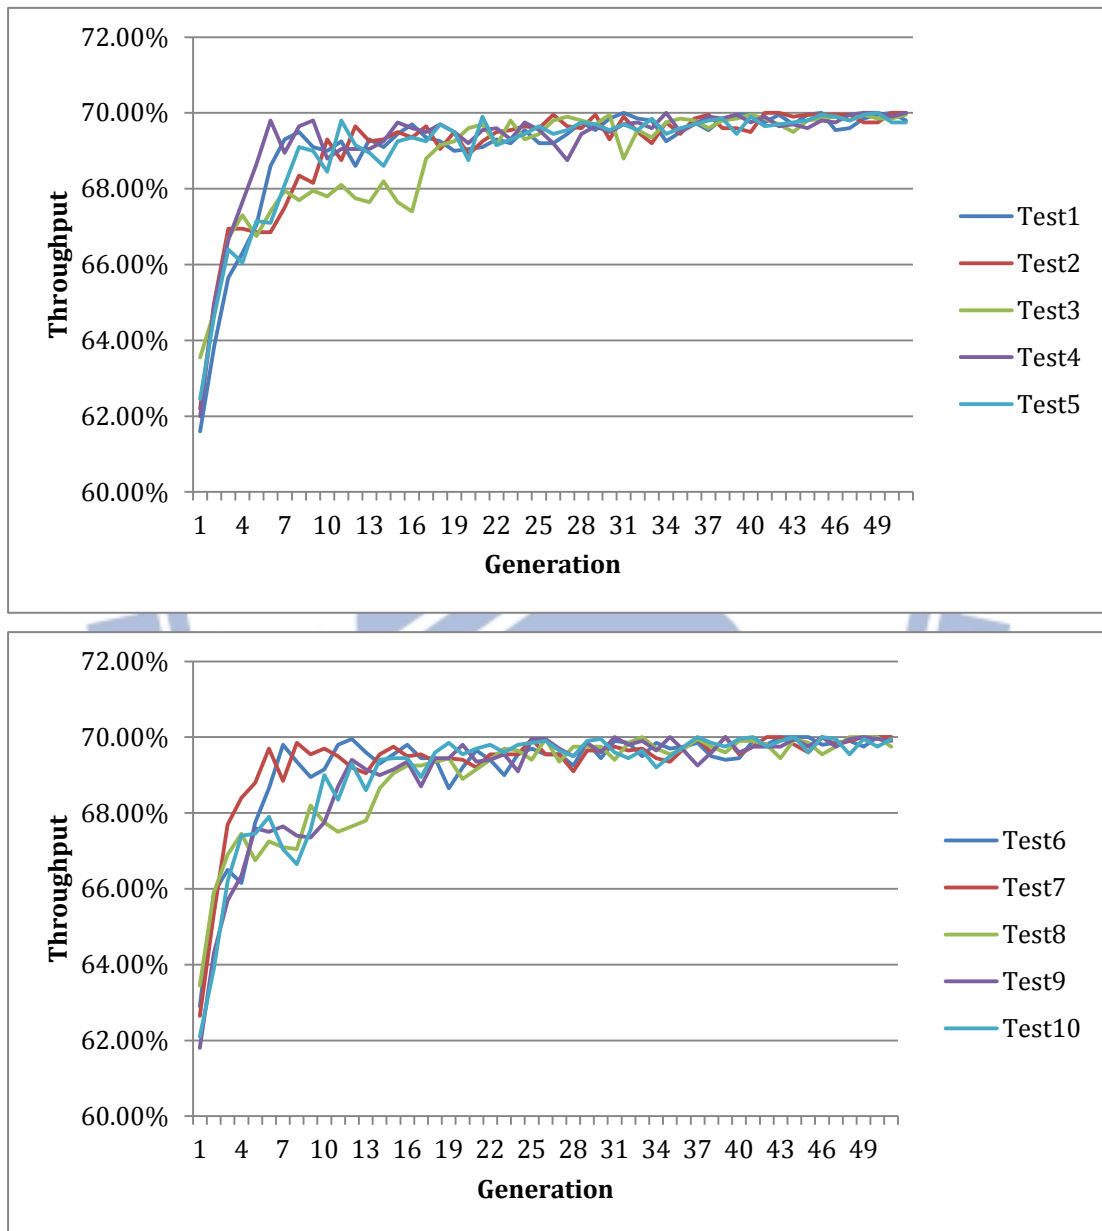 72.00%
70.00%
68.00%
66.00%
64.00%
62.00%
60.00%
Throughput
1 4 7 10 13 16 19 22 25 28 31 34 37 40 43 46 49
Generation
Test1
Test2
Test3
Test4
Test5
72.00%
70.00%
68.00%
66.00%
64.00%
62.00%
60.00%
Throughput
1 4 7 10 13 16 19 22 25 28 31 34 37 40 43 46 49
Generation
Test6
Test7
Test8
Test9
Test10